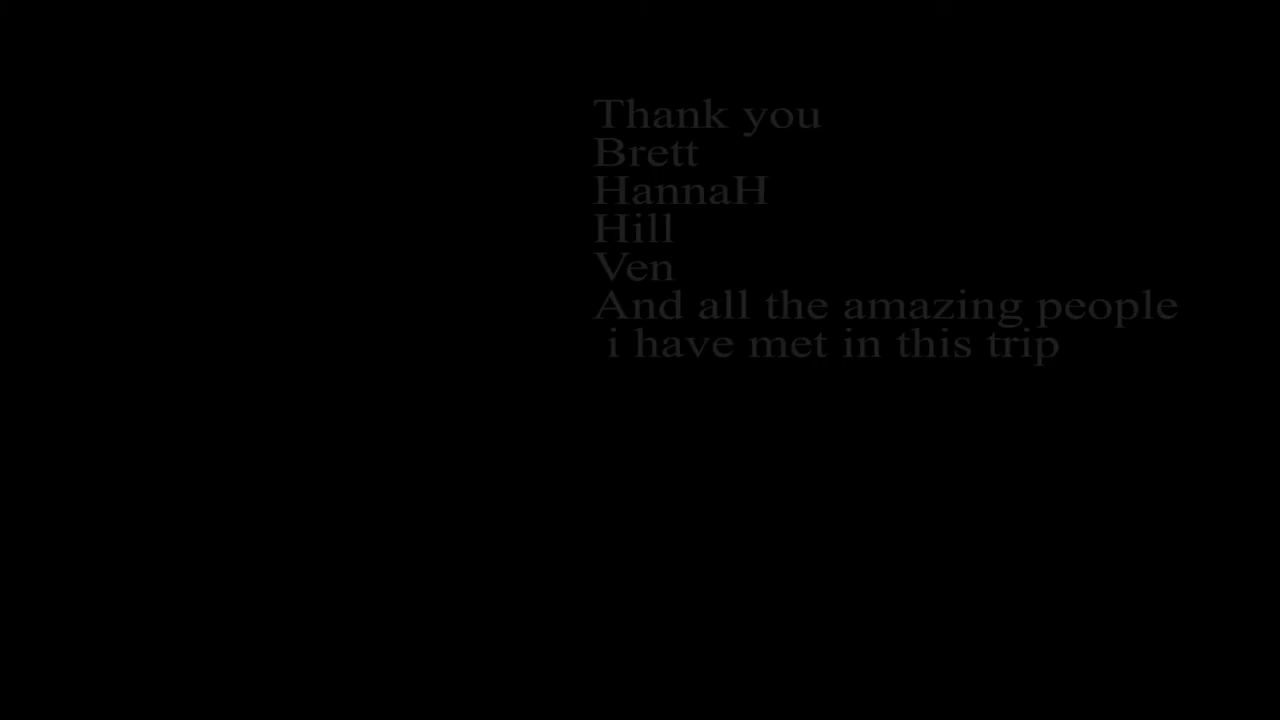 Thank you
Brett
HannaH
Hill
Ven
And all the amazing people
i have met in this trip